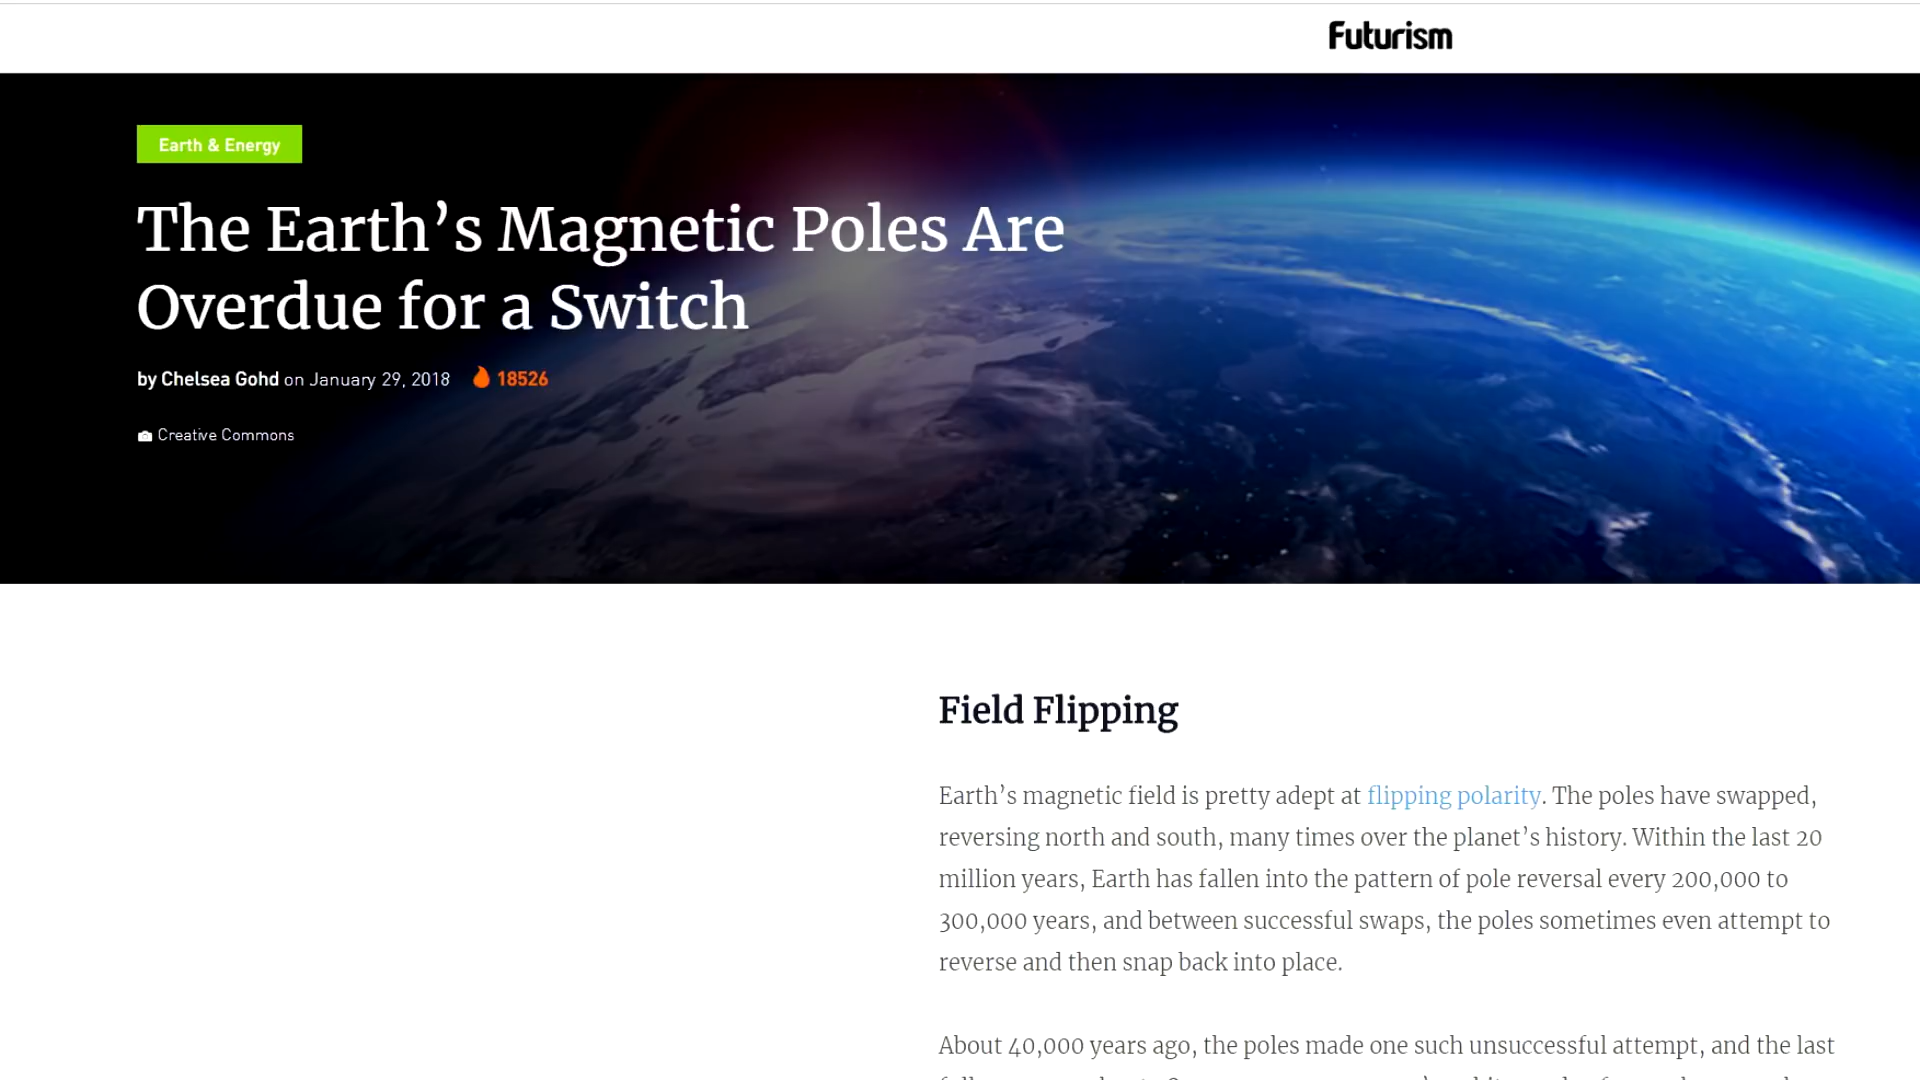 Futurism
Earth & Energy
The Earth’s Magnetic Poles Are
Overdue for a Switch
by Chelsea Gohd on January 29, 2018 18526
Creative Commons
Field Flipping
Earth’s magnetic field is pretty adept at flipping polarity. The poles have swapped,
reversing north and south, many times over the planet’s history. Within the last 20
million years, Earth has fallen into the pattern of pole reversal every 200,000 to
300,000 years, and between successful swaps, the poles sometimes even attempt to
reverse and then snap back into place.
About 40,000 years ago, the poles made one such unsuccessful attempt, and the last